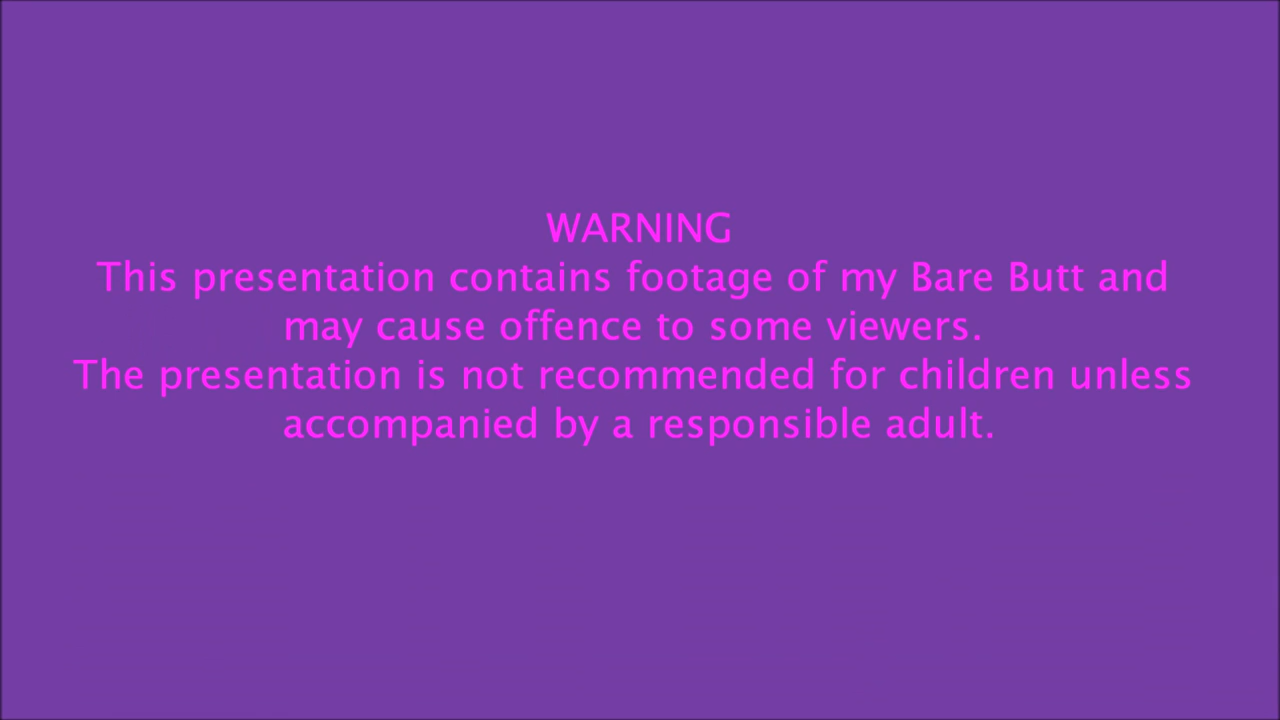 WARNING
This presentation contains footage of my Bare Butt and
may cause offence to some viewers.
The presentation is not recommended for children unless
accompanied by a responsible adult.